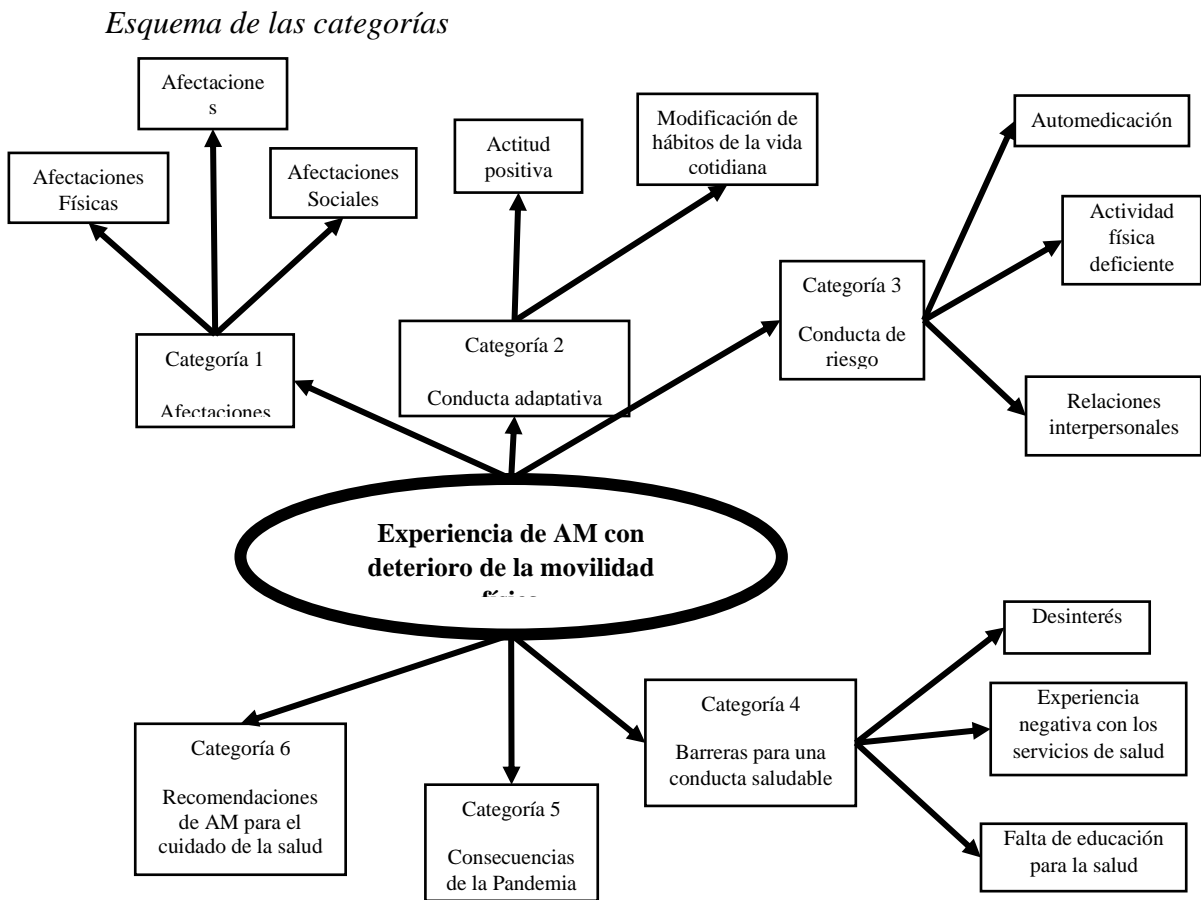 Esquema de las categorías
Afectacione
s
Afectaciones
Físicas
Afectaciones
Sociales
Actitud
positiva
Modificación de
hábitos de la vida
cotidiana
Automedicación
Actividad
física
deficiente
Relaciones
interpersonales
Categoría 1
Afectaciones
Categoría 2
Conducta adaptativa
Categoría 3
Conducta de
riesgo
Experiencia de AM con
deterioro de la movilidad
física
Categoría 4
Barreras para una
conducta saludable
Desinterés
Experiencia
negativa con los
servicios de salud
Falta de educación
para la salud
Categoría 5
Consecuencias
de la Pandemia
Categoría 6
Recomendaciones
de AM para el
cuidado de la salud